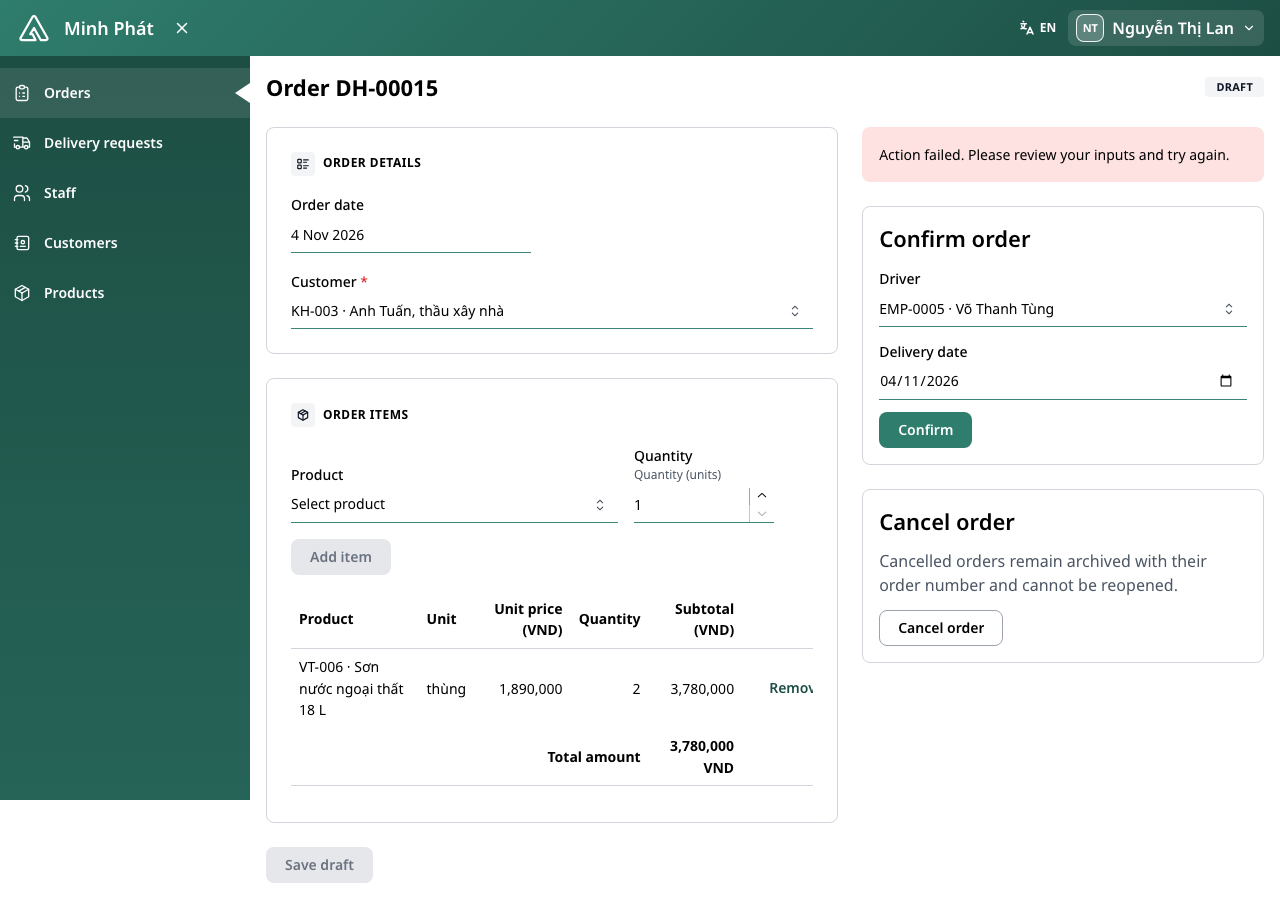 Minh Phát
EN
NT
Nguyễn Thị Lan
Orders
Delivery requests
Staff
Customers
Products
Order DH-00015
DRAFT
ORDER DETAILS
Order date
4 Nov 2026
Customer *
KH-003 · Anh Tuấn, thầu xây nhà
ORDER ITEMS
Product
Quantity
Quantity (units)
Select product
1
Add item
Product Unit Unit price (VND) Quantity Subtotal (VND)
VT-006 · Sơn
nước ngoại thất
18 L
thùng 1,890,000 2 3,780,000 Remov
Total amount 3,780,000
VND
Save draft
Action failed. Please review your inputs and try again.
Confirm order
Driver
EMP-0005 · Võ Thanh Tùng
Delivery date
04/11/2026
Confirm
Cancel order
Cancelled orders remain archived with their
order number and cannot be reopened.
Cancel order